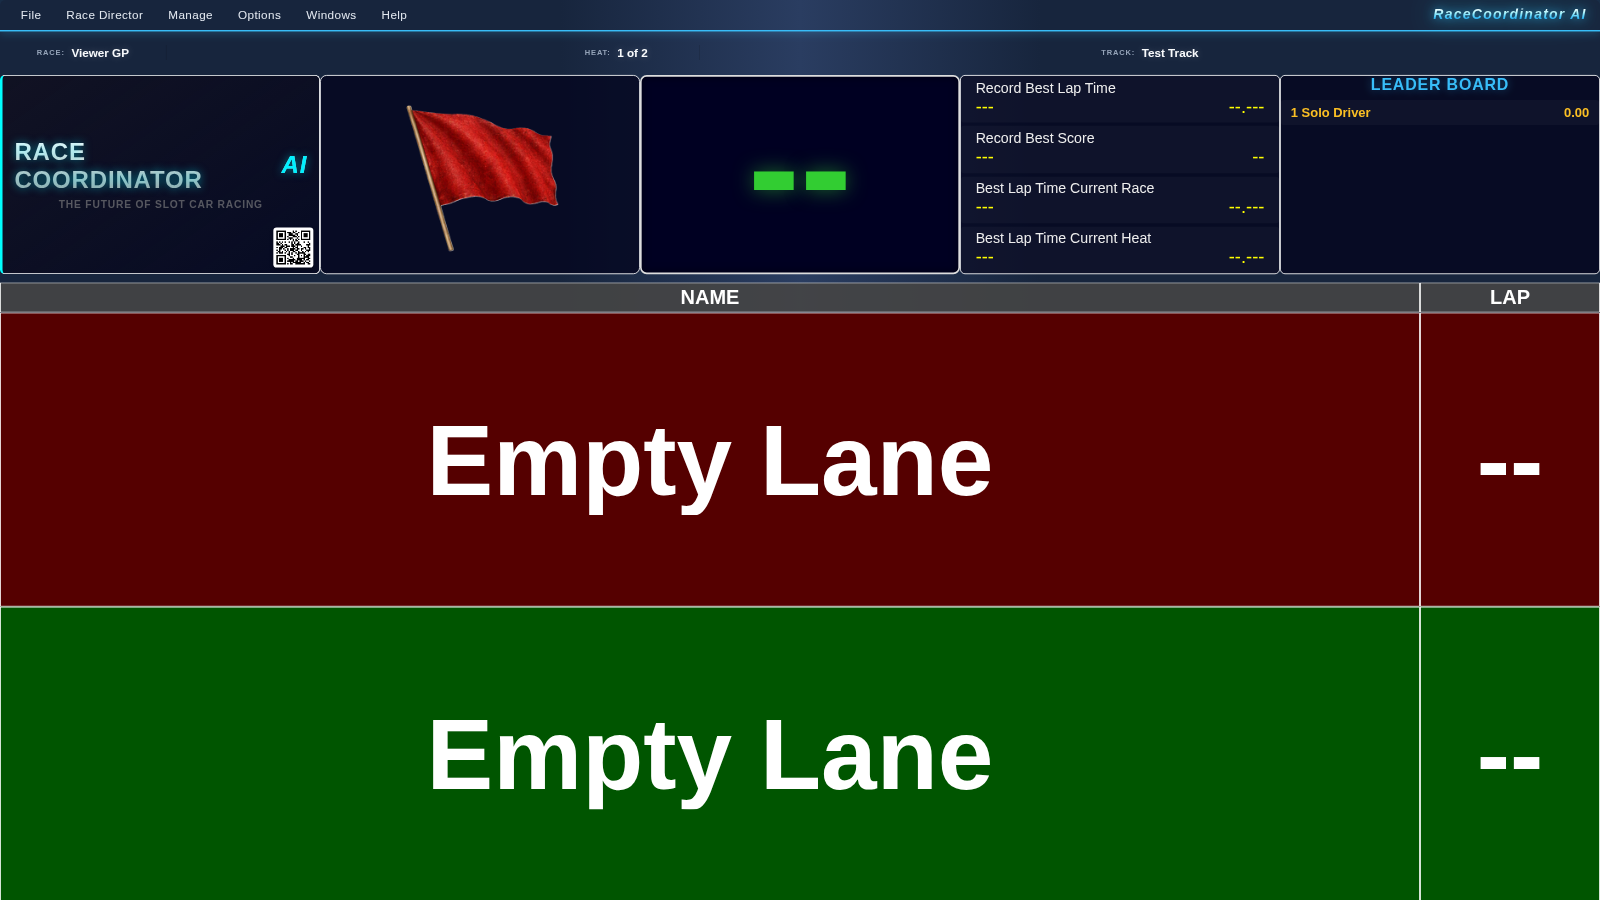 File Race Director Manage Options Windows Help RaceCoordinator AI
RACE: Viewer GP HEAT: 1 of 2 TRACK: Test Track
RACE
COORDINATOR
AI
THE FUTURE OF SLOT CAR RACING
--
Record Best Lap Time
--- --.---
Record Best Score
--- --
Best Lap Time Current Race
--- --.---
Best Lap Time Current Heat
--- --.---
LEADER BOARD
1 Solo Driver 0.00
NAME LAP
Empty Lane --
Empty Lane --